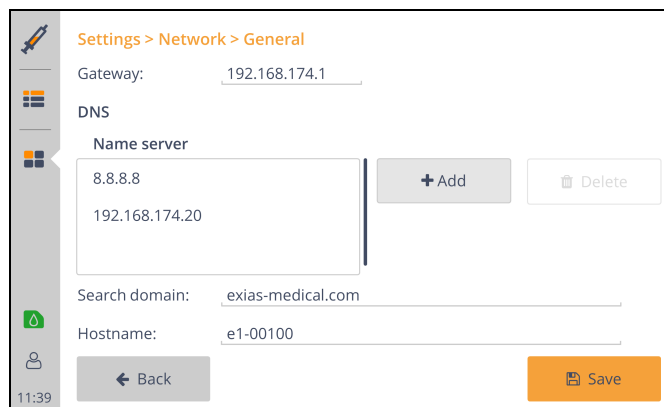 Settings > Network > General
Gateway: 192.168.174.1
DNS
Name server
8.8.8.8
192.168.174.20
+ Add
Delete
Search domain: exias-medical.com
Hostname: e1-00100
Back
Save
11:39